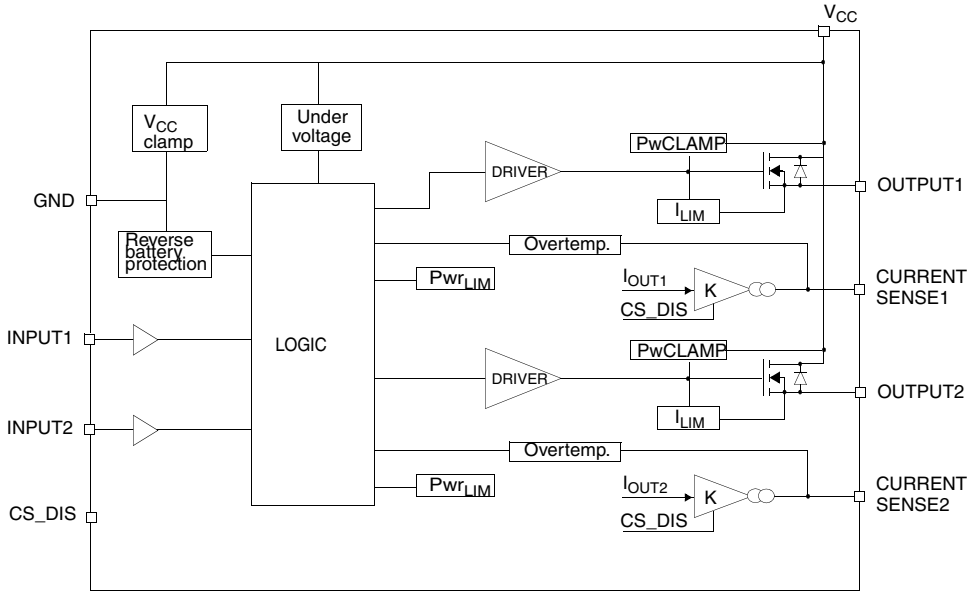 VCC
VCC
clamp
Under
voltage
PwCLAMP
DRIVER
GND
OUTPUT1
ILIM
Reverse
battery
protection
Overtemp.
PwrLIM
IOUT1
K
CS_DIS
CURRENT
SENSE1
INPUT1
LOGIC
PwCLAMP
DRIVER
OUTPUT2
ILIM
INPUT2
Overtemp.
PwrLIM
IOUT2
K
CS_DIS
CURRENT
SENSE2
CS_DIS